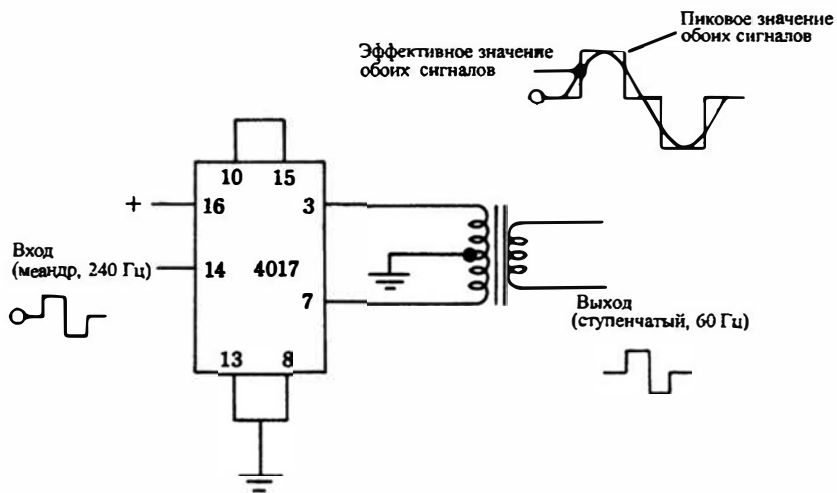 Пиковое значение
обоих сигналов
Эффективное значение
обоих сигналов
10 15
+ 16 3
Вход
(меандр, 240 Гц) 14 4017
7
Выход
(ступенчатый, 60 Гц)
13 8